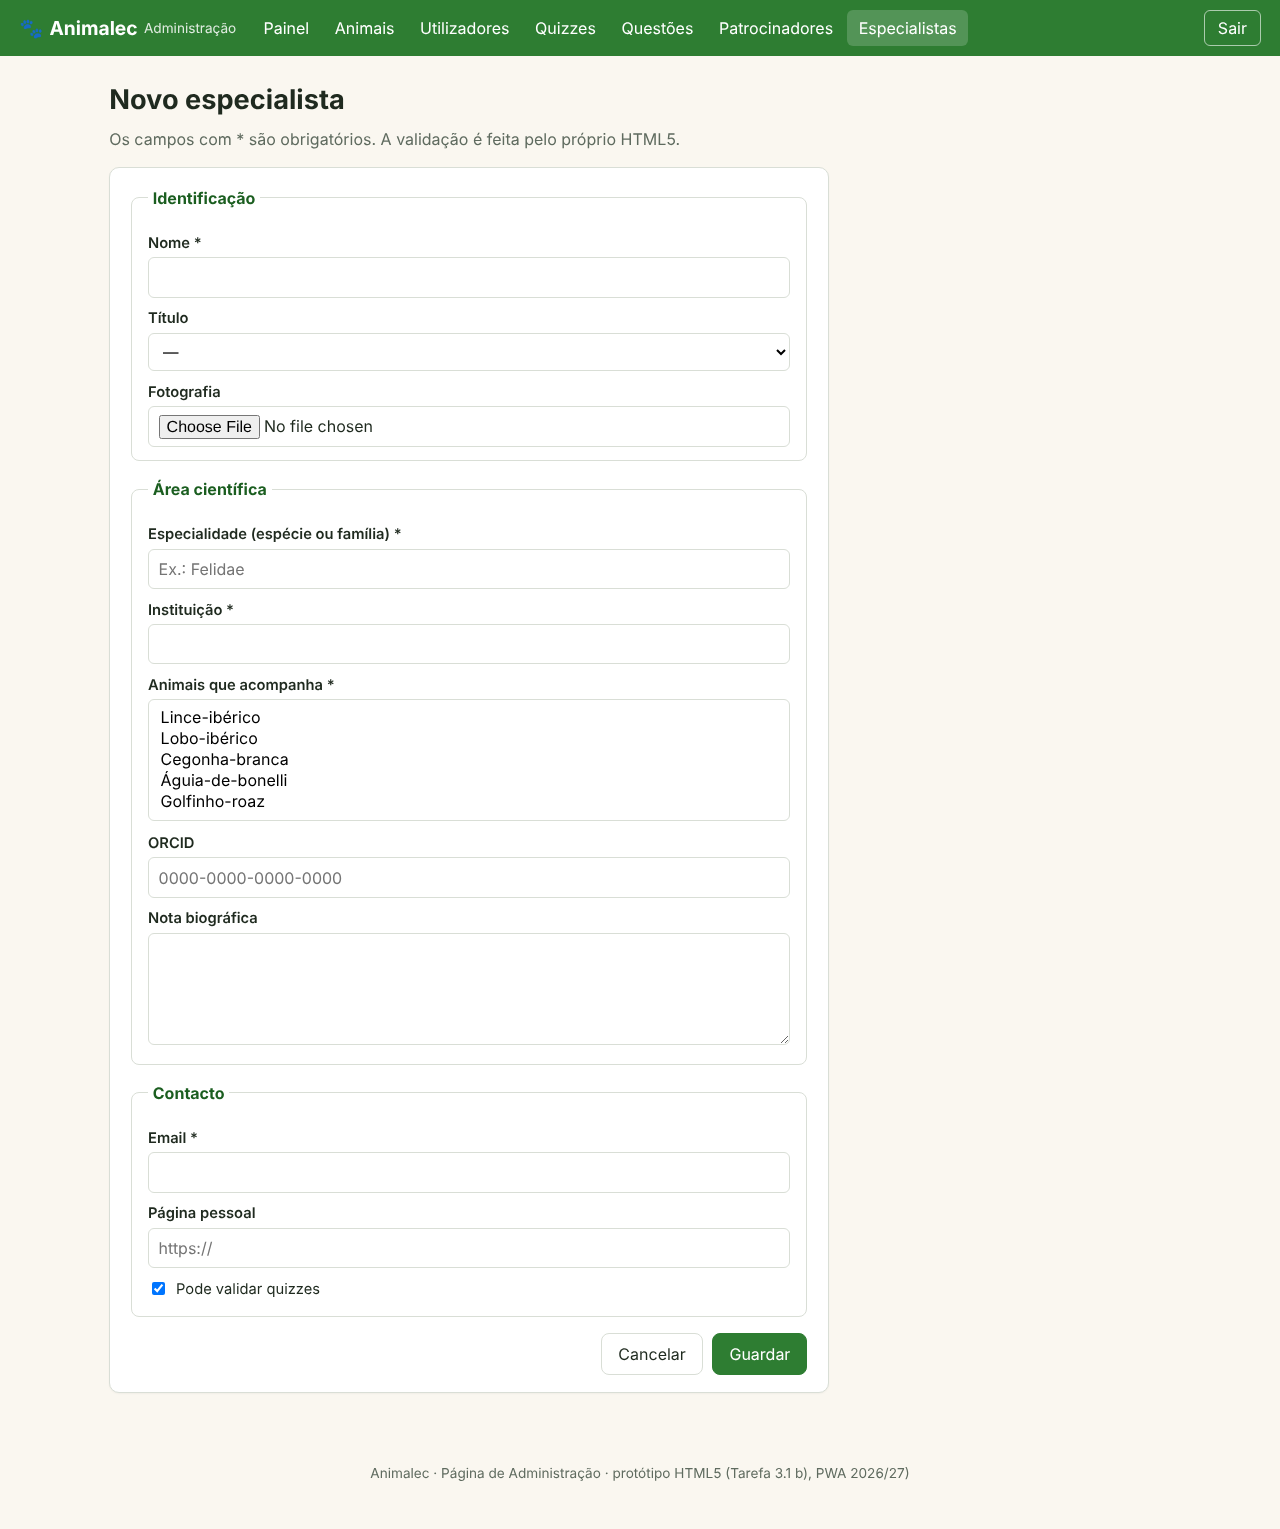 Animalec Administração Painel Animais Utilizadores Quizzes Questões Patrocinadores Especialistas Sair
Novo especialista
Os campos com * são obrigatórios. A validação é feita pelo próprio HTML5.
Identificação
Nome *
Título
—
Fotografia
Choose File No file chosen
Área científica
Especialidade (espécie ou família) *
Ex.: Felidae
Instituição *
Animais que acompanha *
Lince-ibérico
Lobo-ibérico
Cegonha-branca
Águia-de-bonelli
Golfinho-roaz
ORCID
0000-0000-0000-0000
Nota biográfica
Contacto
Email *
Página pessoal
https://
Pode validar quizzes
Cancelar Guardar
Animalec · Página de Administração · protótipo HTML5 (Tarefa 3.1 b), PWA 2026/27)